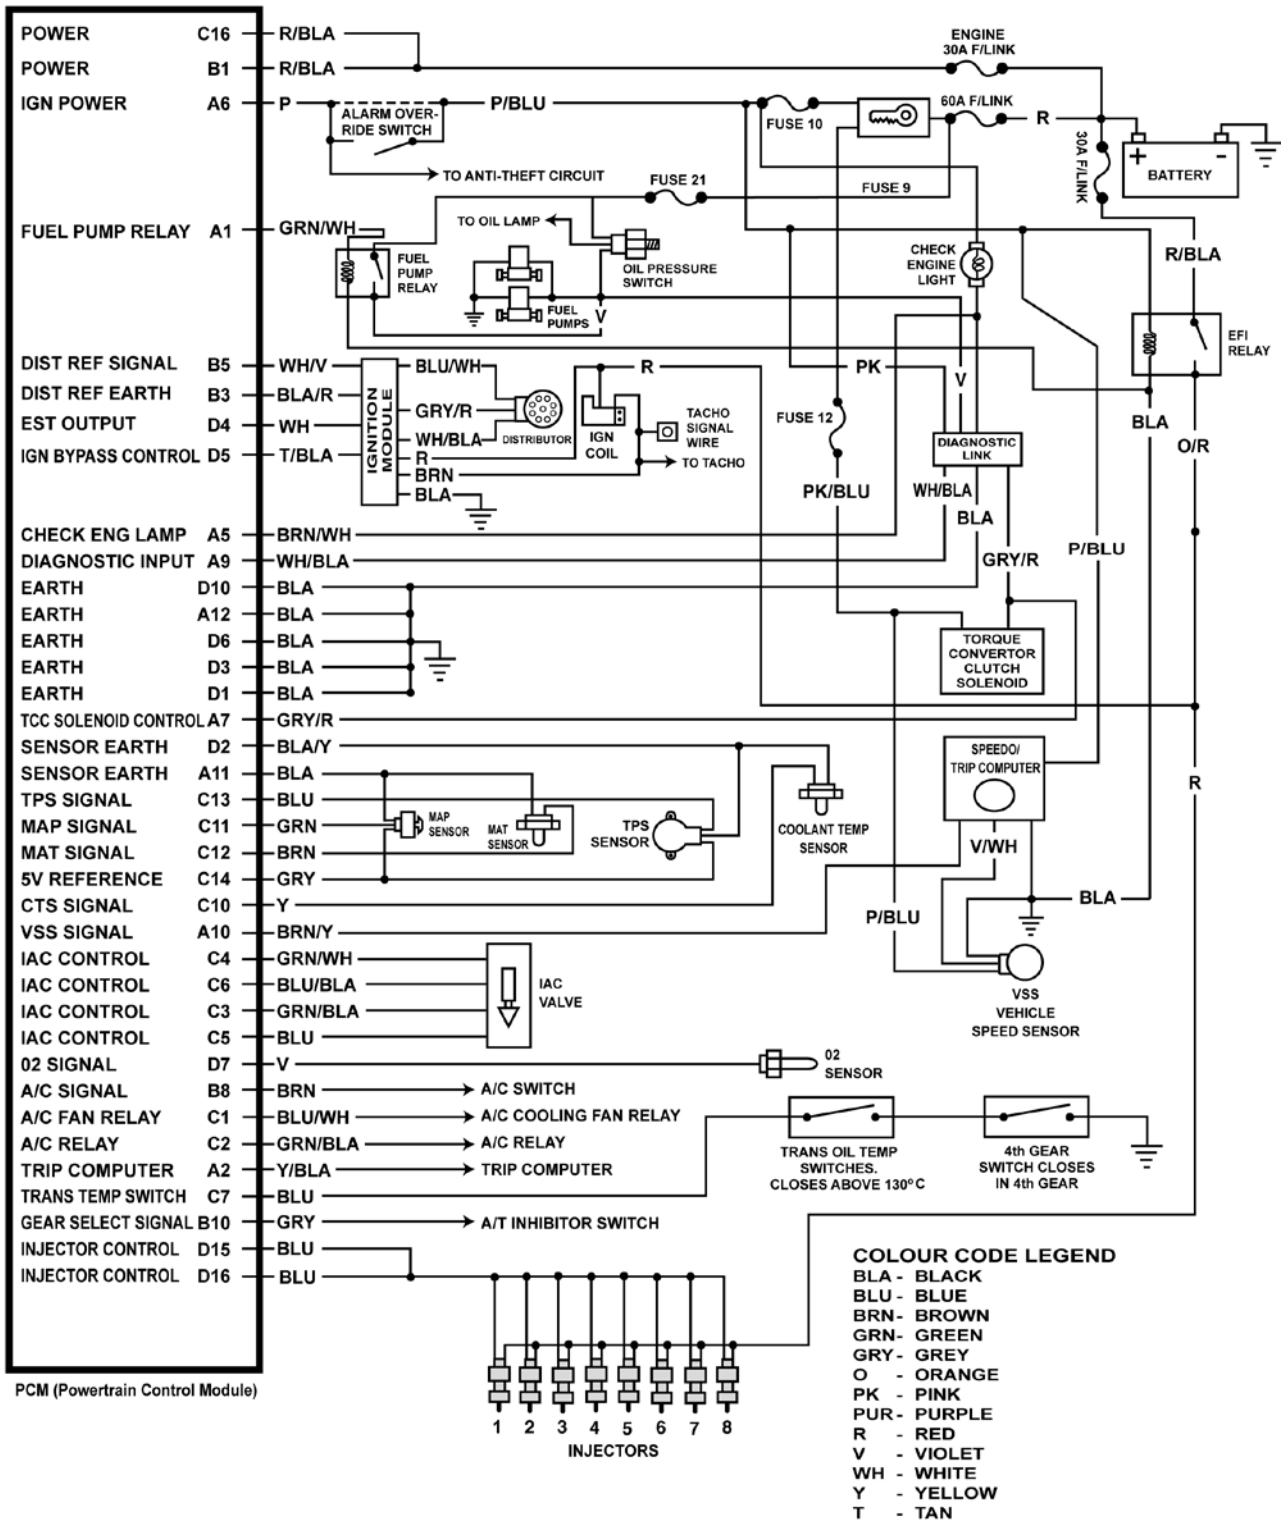 POWER C16 R/BLA
POWER B1 R/BLA
IGN POWER A6 P
FUEL PUMP RELAY A1 GRN/WH
DIST REF SIGNAL B5 WH/V
DIST REF EARTH B3 BLA/R
EST OUTPUT D4 WH
IGN BYPASS CONTROL D5 T/BLA
CHECK ENG LAMP A5 BRN/WH
DIAGNOSTIC INPUT A9 WH/BLA
EARTH D10 BLA
EARTH A12 BLA
EARTH D6 BLA
EARTH D3 BLA
EARTH D1 BLA
TCC SOLENOID CONTROL A7 GRY/R
SENSOR EARTH D2 BLA/Y
SENSOR EARTH A11 BLA
TPS SIGNAL C13 BLU
MAP SIGNAL C11 GRN
MAT SIGNAL C12 BRN
5V REFERENCE C14 GRY
CTS SIGNAL C10 Y
VSS SIGNAL A10 BRN/Y
IAC CONTROL C4 GRN/WH
IAC CONTROL C6 BLU/BLA
IAC CONTROL C3 GRN/BLA
IAC CONTROL C5 BLU
02 SIGNAL D7 V
A/C SIGNAL B8 BRN
A/C FAN RELAY C1 BLU/WH
A/C RELAY C2 GRN/BLA
TRIP COMPUTER A2 Y/BLA
TRANS TEMP SWITCH C7 BLU
GEAR SELECT SIGNAL B10 GRY
INJECTOR CONTROL D15 BLU
INJECTOR CONTROL D16 BLU
PCM (Powertrain Control Module)
ENGINE
30A F/LINK
P/BLU
ALARM OVER-
RIDE SWITCH
TO ANTI-THEFT CIRCUIT
FUSE 10
60A F/LINK
R
30A F/LINK
+ -
BATTERY
FUSE 21
FUSE 9
TO OIL LAMP
OIL PRESSURE
SWITCH
FUEL
PUMP
RELAY
FUEL
PUMPS
V
CHECK
ENGINE
LIGHT
R/BLA
EFI
RELAY
IGNITION
MODULE
BLU/WH
GRY/R
WH/BLA
R
BRN
BLA
DISTRIBUTOR
IGN
COIL
R
TACHO
SIGNAL
WIRE
TO TACHO
PK
V
FUSE 12
PK/BLU
DIAGNOSTIC
LINK
WH/BLA
BLA
GRY/R
BLA
O/R
P/BLU
TORQUE
CONVERTOR
CLUTCH
SOLENOID
SPEEDO/
TRIP COMPUTER
R
MAP
SENSOR
MAT
SENSOR
TPS
SENSOR
COOLANT TEMP
SENSOR
V/WH
BLA
P/BLU
VSS
VEHICLE
SPEED SENSOR
IAC
VALVE
02
SENSOR
A/C SWITCH
A/C COOLING FAN RELAY
A/C RELAY
TRIP COMPUTER
A/T INHIBITOR SWITCH
TRANS OIL TEMP
SWITCHES.
CLOSES ABOVE 130°C
4th GEAR
SWITCH CLOSES
IN 4th GEAR
1 2 3 4 5 6 7 8
INJECTORS
COLOUR CODE LEGEND
BLA - BLACK
BLU - BLUE
BRN- BROWN
GRN- GREEN
GRY - GREY
O - ORANGE
PK - PINK
PUR- PURPLE
R - RED
V - VIOLET
WH - WHITE
Y - YELLOW
T - TAN